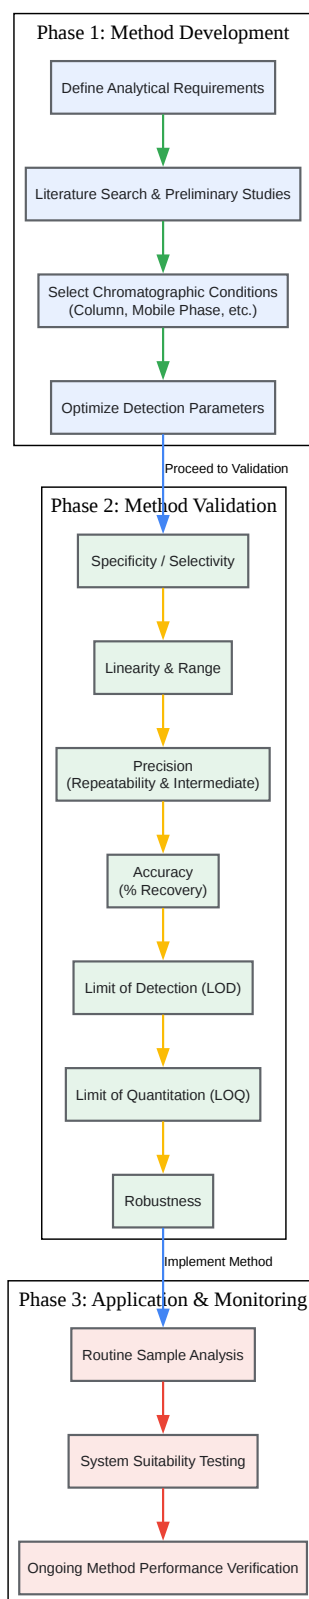 Phase 1: Method Development
Define Analytical Requirements
Literature Search & Preliminary Studies
Select Chromatographic Conditions
(Column, Mobile Phase, etc.)
Optimize Detection Parameters
Proceed to Validation
Phase 2: Method Validation
Specificity / Selectivity
Linearity & Range
Precision
(Repeatability & Intermediate)
Accuracy
(% Recovery)
Limit of Detection (LOD)
Limit of Quantitation (LOQ)
Robustness
Implement Method
Phase 3: Application & Monitoring
Routine Sample Analysis
System Suitability Testing
Ongoing Method Performance Verification